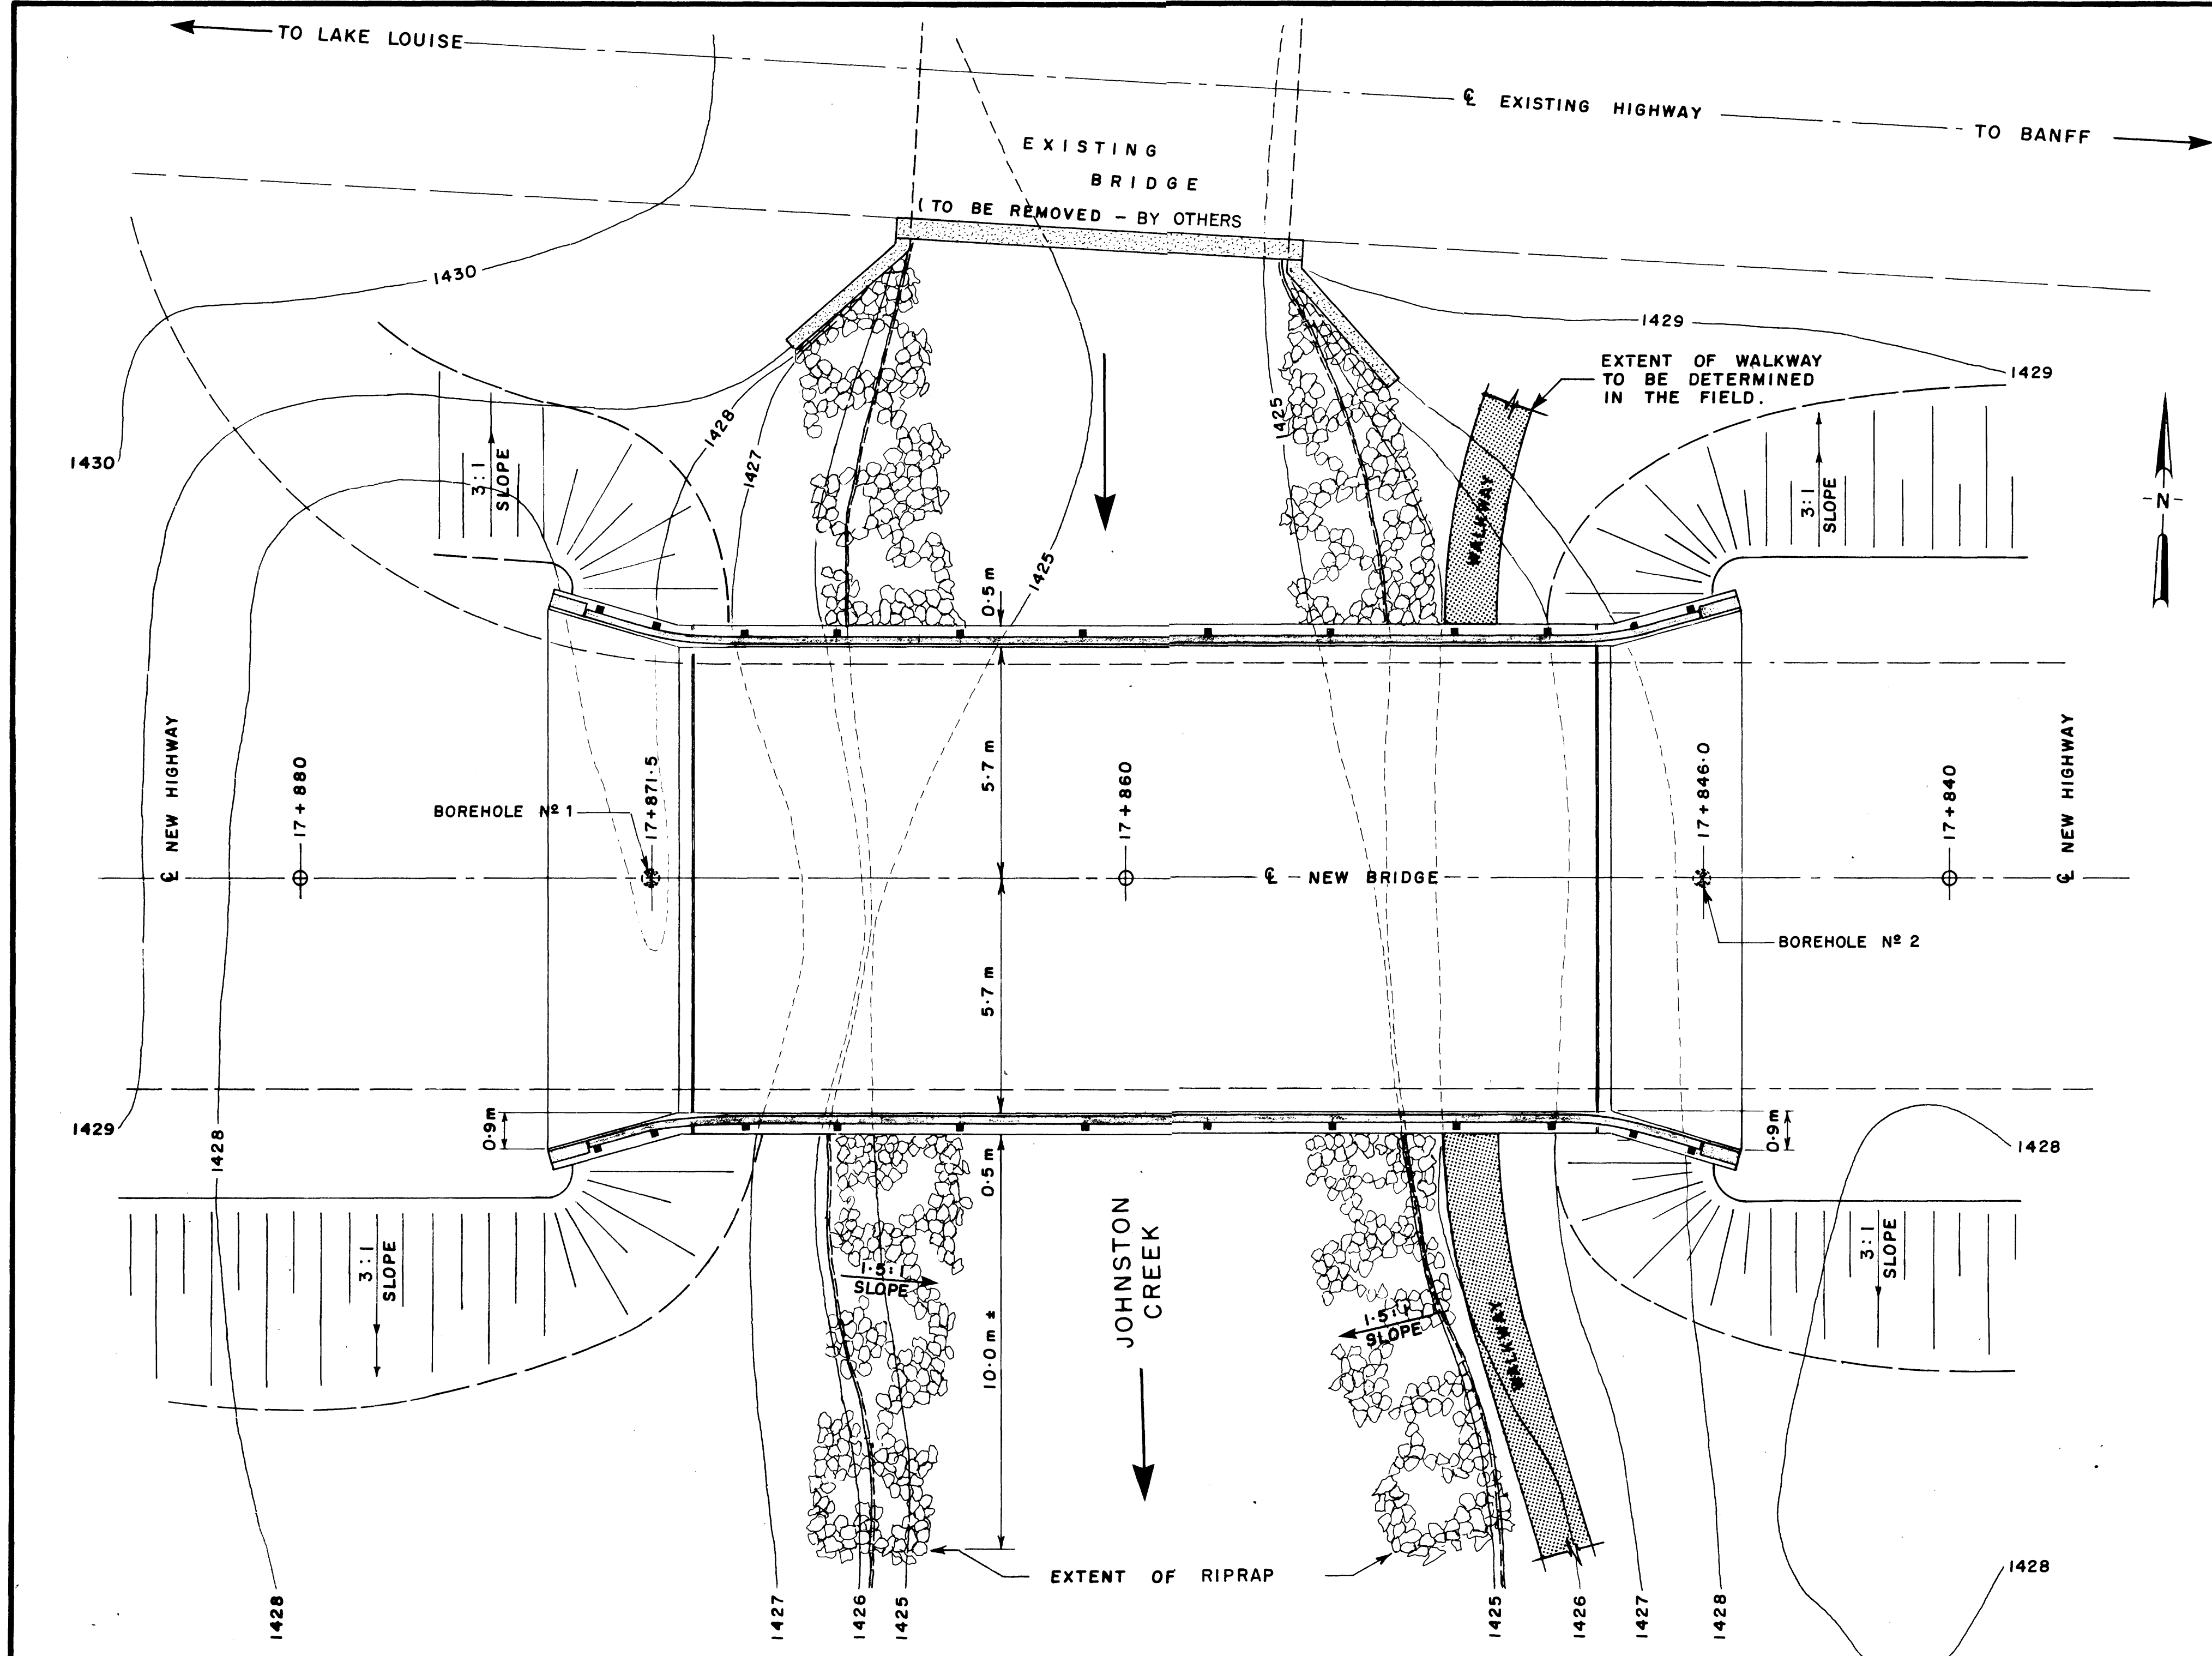 TO LAKE LOUISE
℄ EXISTING HIGHWAY
TO BANFF
EXISTING
BRIDGE
(TO BE REMOVED – BY OTHERS
1430
1429
EXTENT OF WALKWAY
TO BE DETERMINED
IN THE FIELD.
1429
1430
3:1
SLOPE
1428
1427
1425
WALKWAY
3:1
SLOPE
N
0·5 m
1425
℄ NEW HIGHWAY
17+880
BOREHOLE Nº 1
17+871·5
5·7 m
17+860
℄ NEW BRIDGE
17+846·0
17+840
℄ NEW HIGHWAY
BOREHOLE Nº 2
5·7 m
1429
1428
0·9m
0·9m
1428
3:1
SLOPE
1·5:1
SLOPE
0·5 m
10·0 m ±
JOHNSTON
CREEK
1·5:1
SLOPE
WALKWAY
3:1
SLOPE
EXTENT OF RIPRAP
1428
1428
1427
1426
1425
1425
1426
1427
1428